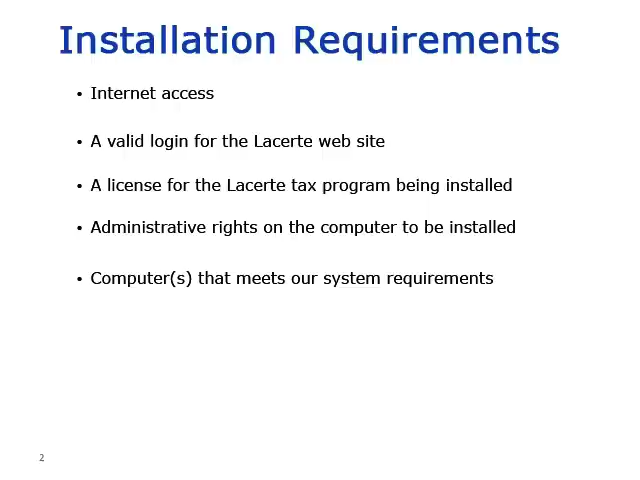 Installation Requirements
• Internet access
• A valid login for the Lacerte web site
• A license for the Lacerte tax program being installed
• Administrative rights on the computer to be installed
• Computer(s) that meets our system requirements
2